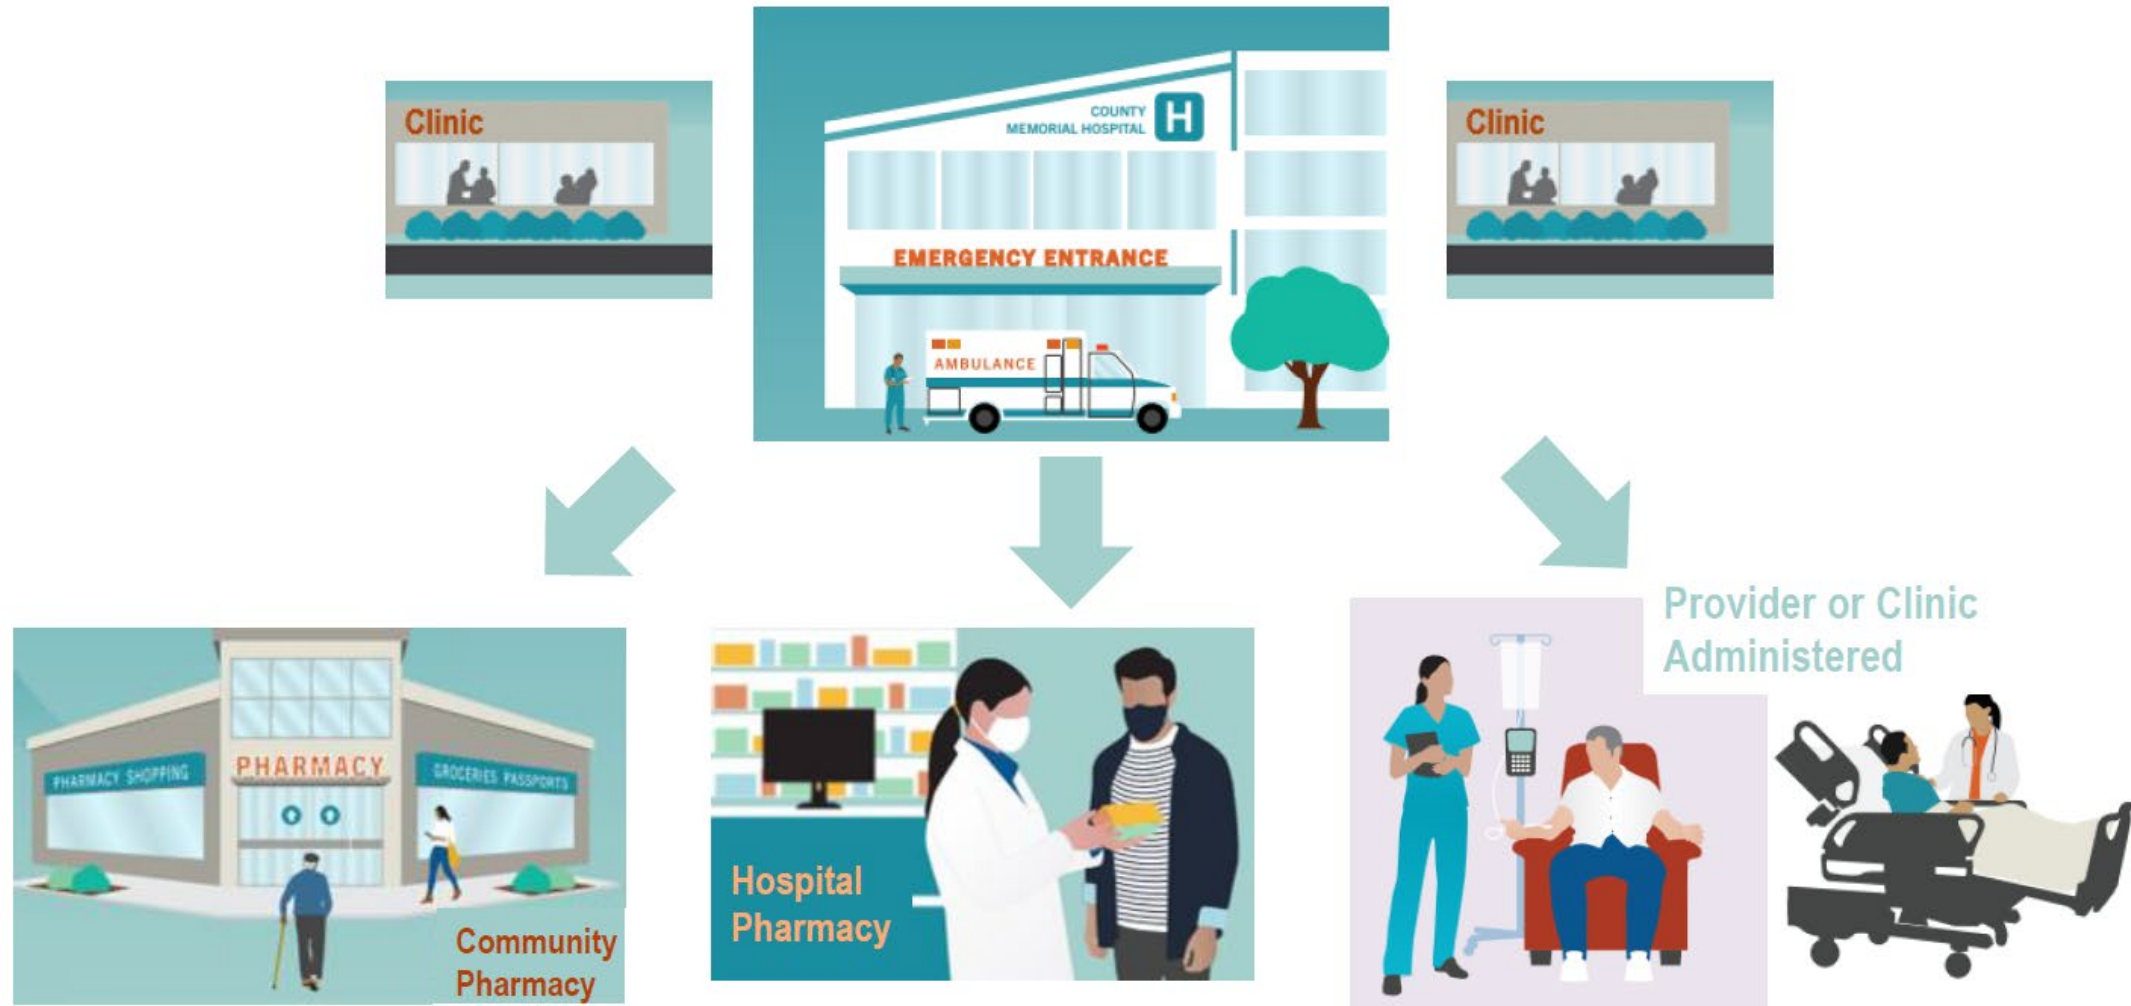 Clinic
COUNTY
MEMORIAL HOSPITAL
H
Clinic
EMERGENCY ENTRANCE
AMBULANCE
Provider or Clinic
Administered
PHARMACY SHOPPING
PHARMACY
GROCERIES PASSPORTS
Hospital
Pharmacy
Community
Pharmacy